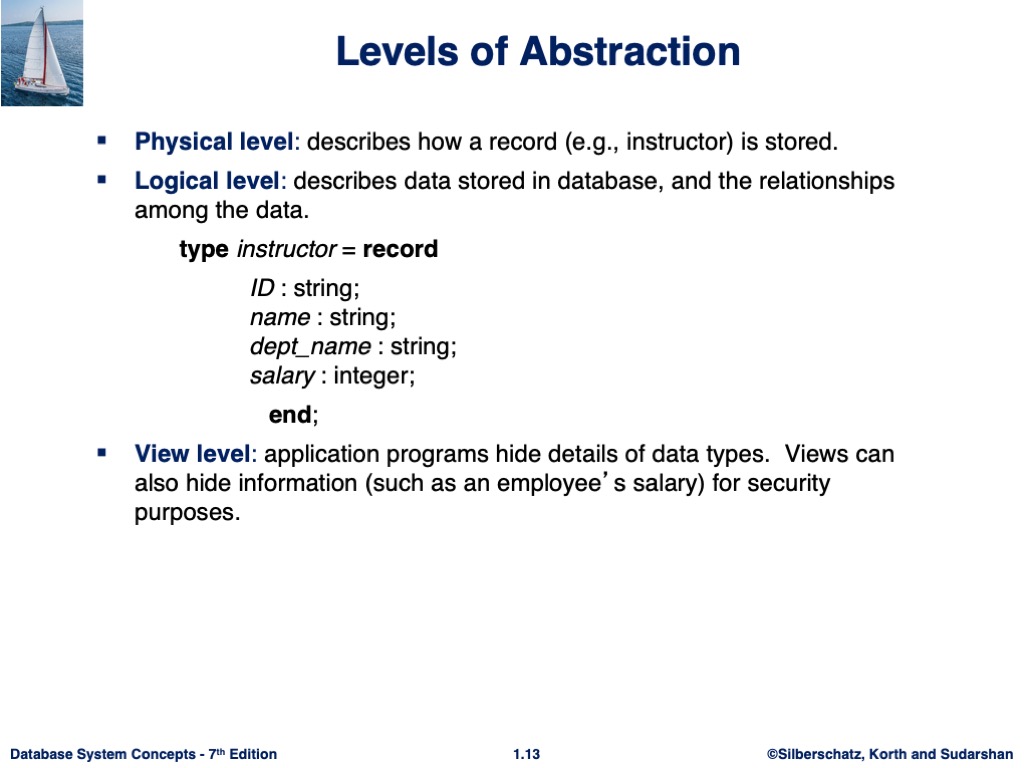 Levels of Abstraction
▪ Physical level: describes how a record (e.g., instructor) is stored.
▪ Logical level: describes data stored in database, and the relationships
among the data.
type instructor = record
ID : string;
name : string;
dept_name : string;
salary : integer;
end;
▪ View level: application programs hide details of data types.  Views can
also hide information (such as an employee’s salary) for security
purposes.
Database System Concepts - 7th Edition
1.13
©Silberschatz, Korth and Sudarshan